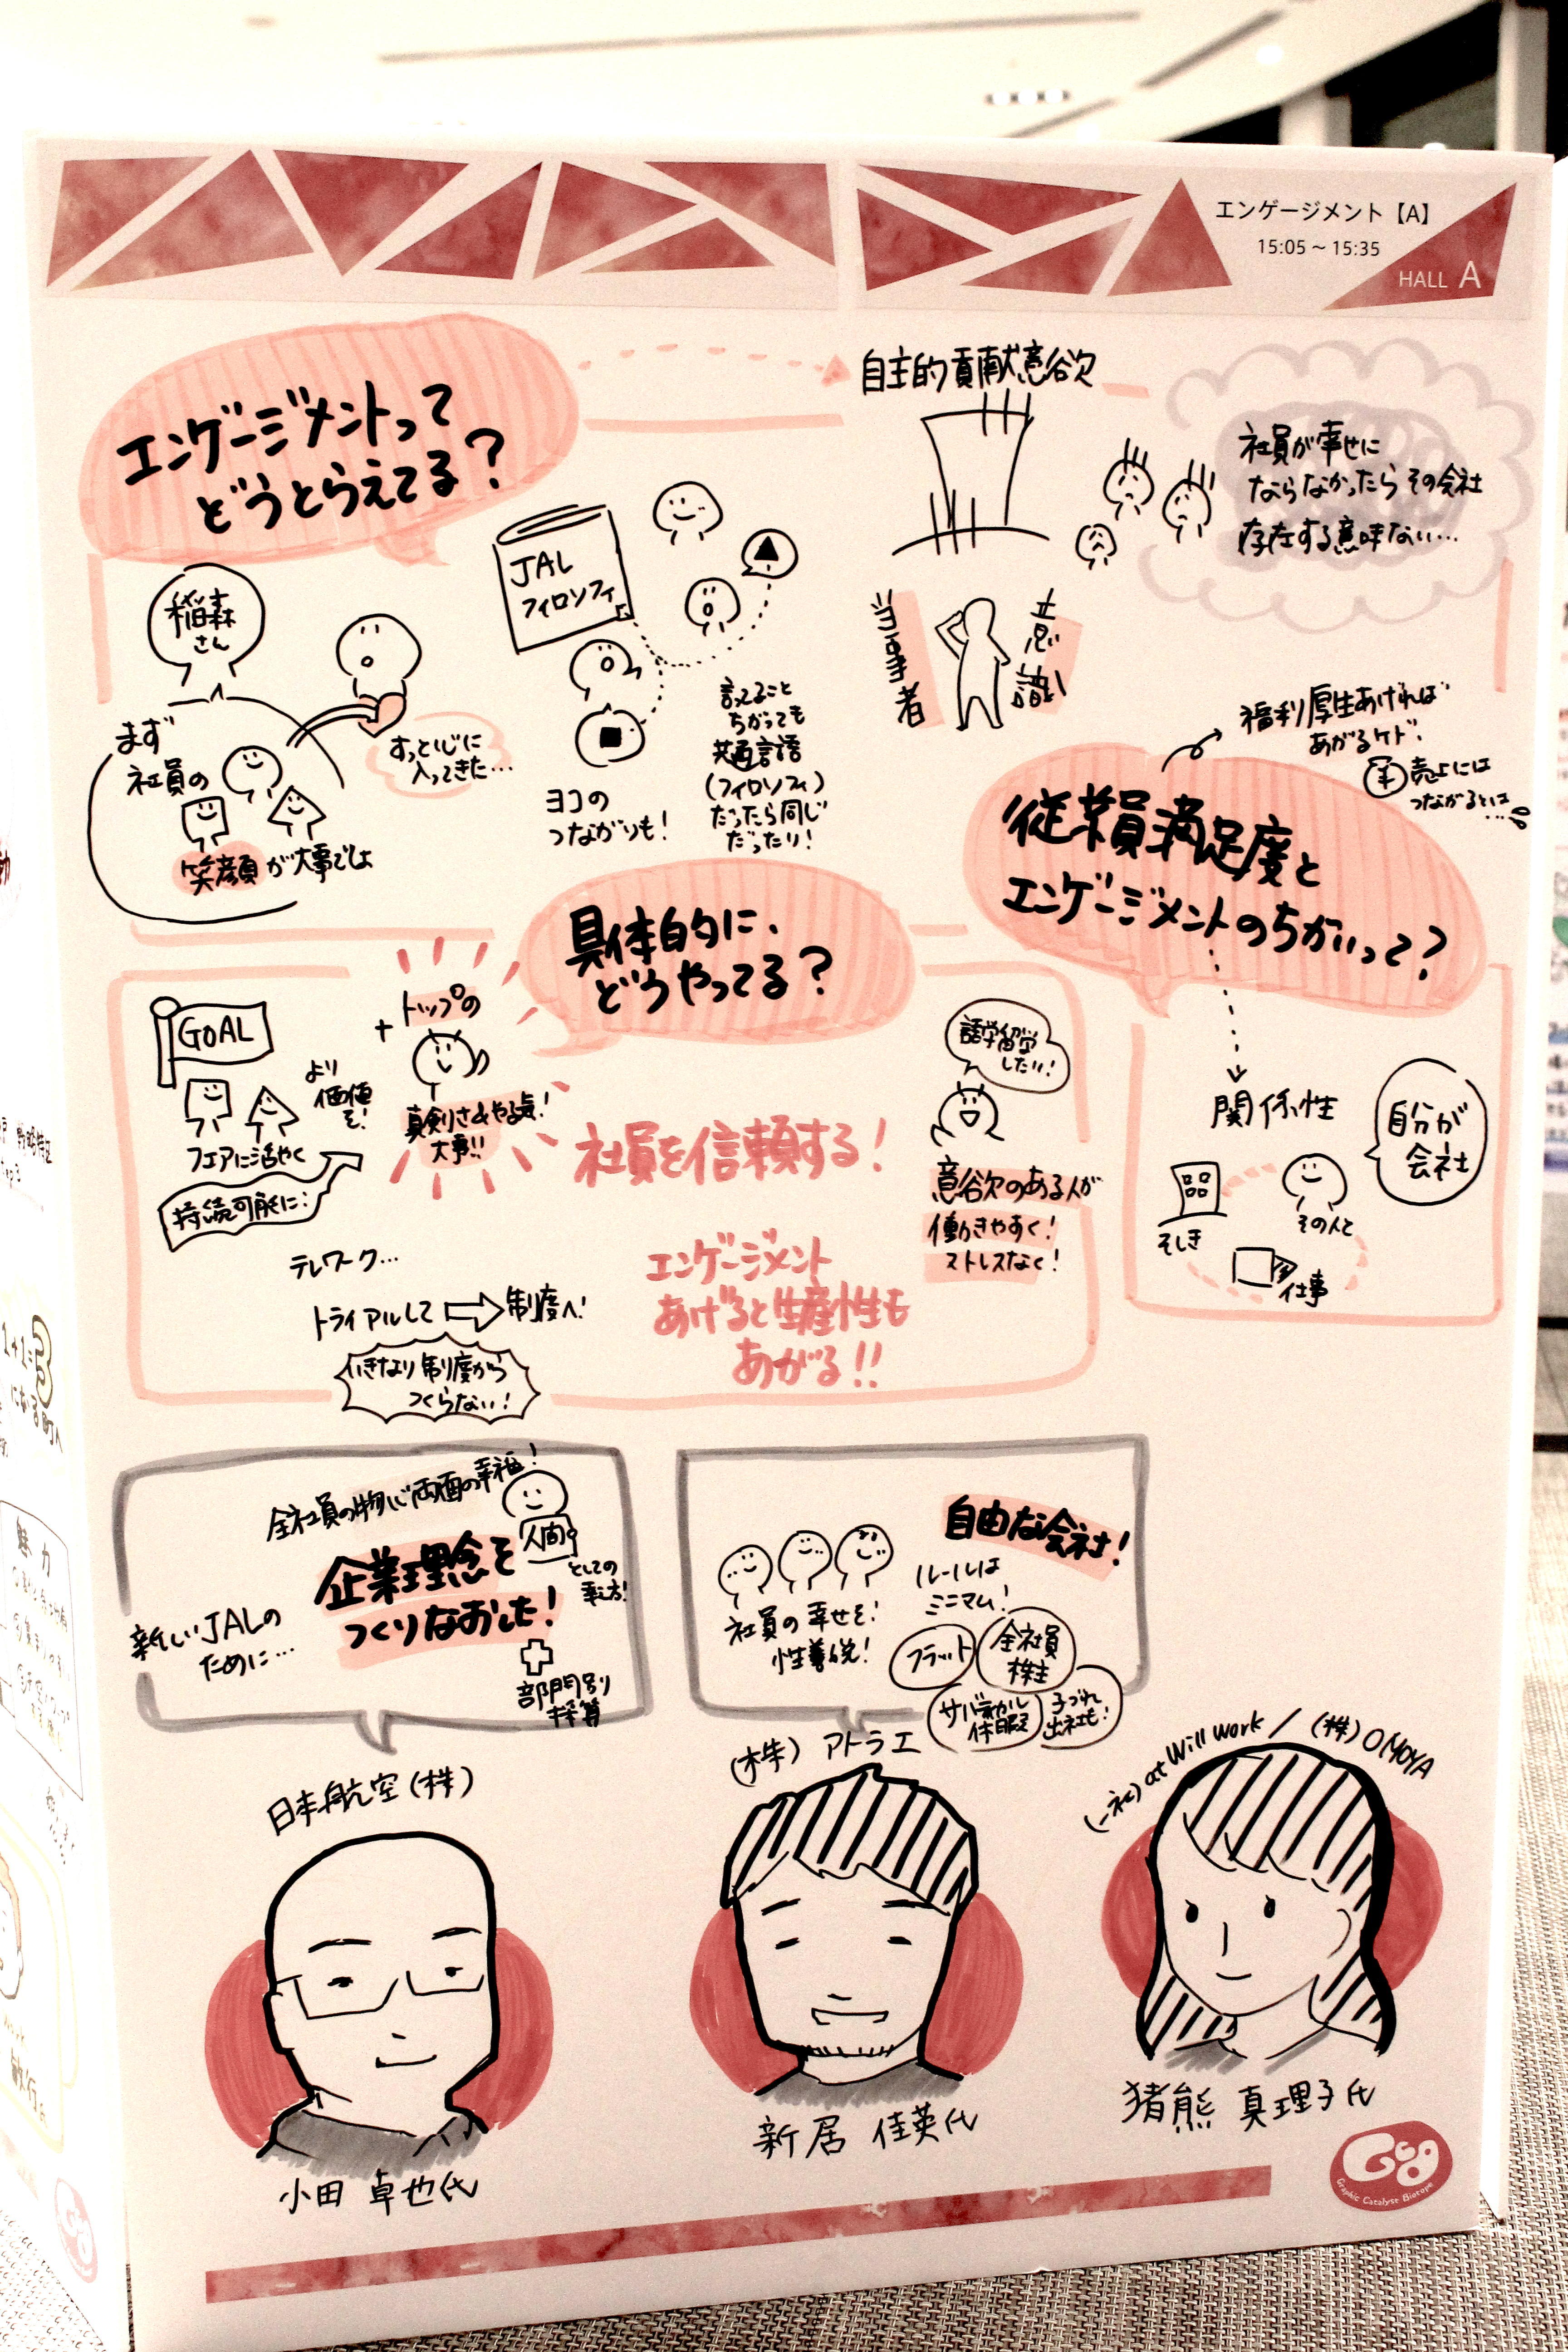 エンゲージメント【A】
15:05～15:35
HALL A
エンゲージメントって
どうとらえてる?
自主的貢献意欲
社員が幸せに
ならなかったら その会社
存在する意味ない…
稲森
さん
まず
社員の
笑顔が大事でしょ
すっと心に
入ってきた…
JAL
フィロソフィ
ヨコの
つながりも!
言えること
ちがっても
共通言語
(フィロソフィ)
だったら同じ
だったり!
当事者
意識
福利厚生あげれば
あがるケド、
¥売上には
つながるとは…
従業員満足度と
エンゲージメントのちがいって?
関係性
自分が
会社
そしき
その人と
仕事
具体的に、
どうやってる?
GOAL
フェアに活やく
より
価値
を!
持続可能に:
+ トップの
真剣さ&やる気!
大事!!
社員を信頼する!
語学留学
したい!
意欲のある人が
働きやすく!
ストレスなく!
テレワーク…
トライアルして ⇨ 制度へ!
いきなり制度から
つくらない!
エンゲージメント
あげると生産性も
あがる!!
全社員の物心両面の幸福!
企業理念を
つくりなおした!
新しいJALの
ために…
人間
としての
部門別
採算
自由な会社!
社員の幸せを!
性善説!
ルールは
ミニマム!
フラット
全社員
株主
サバティカル
休暇
子づれ
出社も!
日本航空(株)
小田 卓也氏
(株) アトラエ
新居 佳英氏
(一社) at Will Work / (株) OMOYA
猪熊 真理子氏
GCB
Graphic Catalyst Biotope